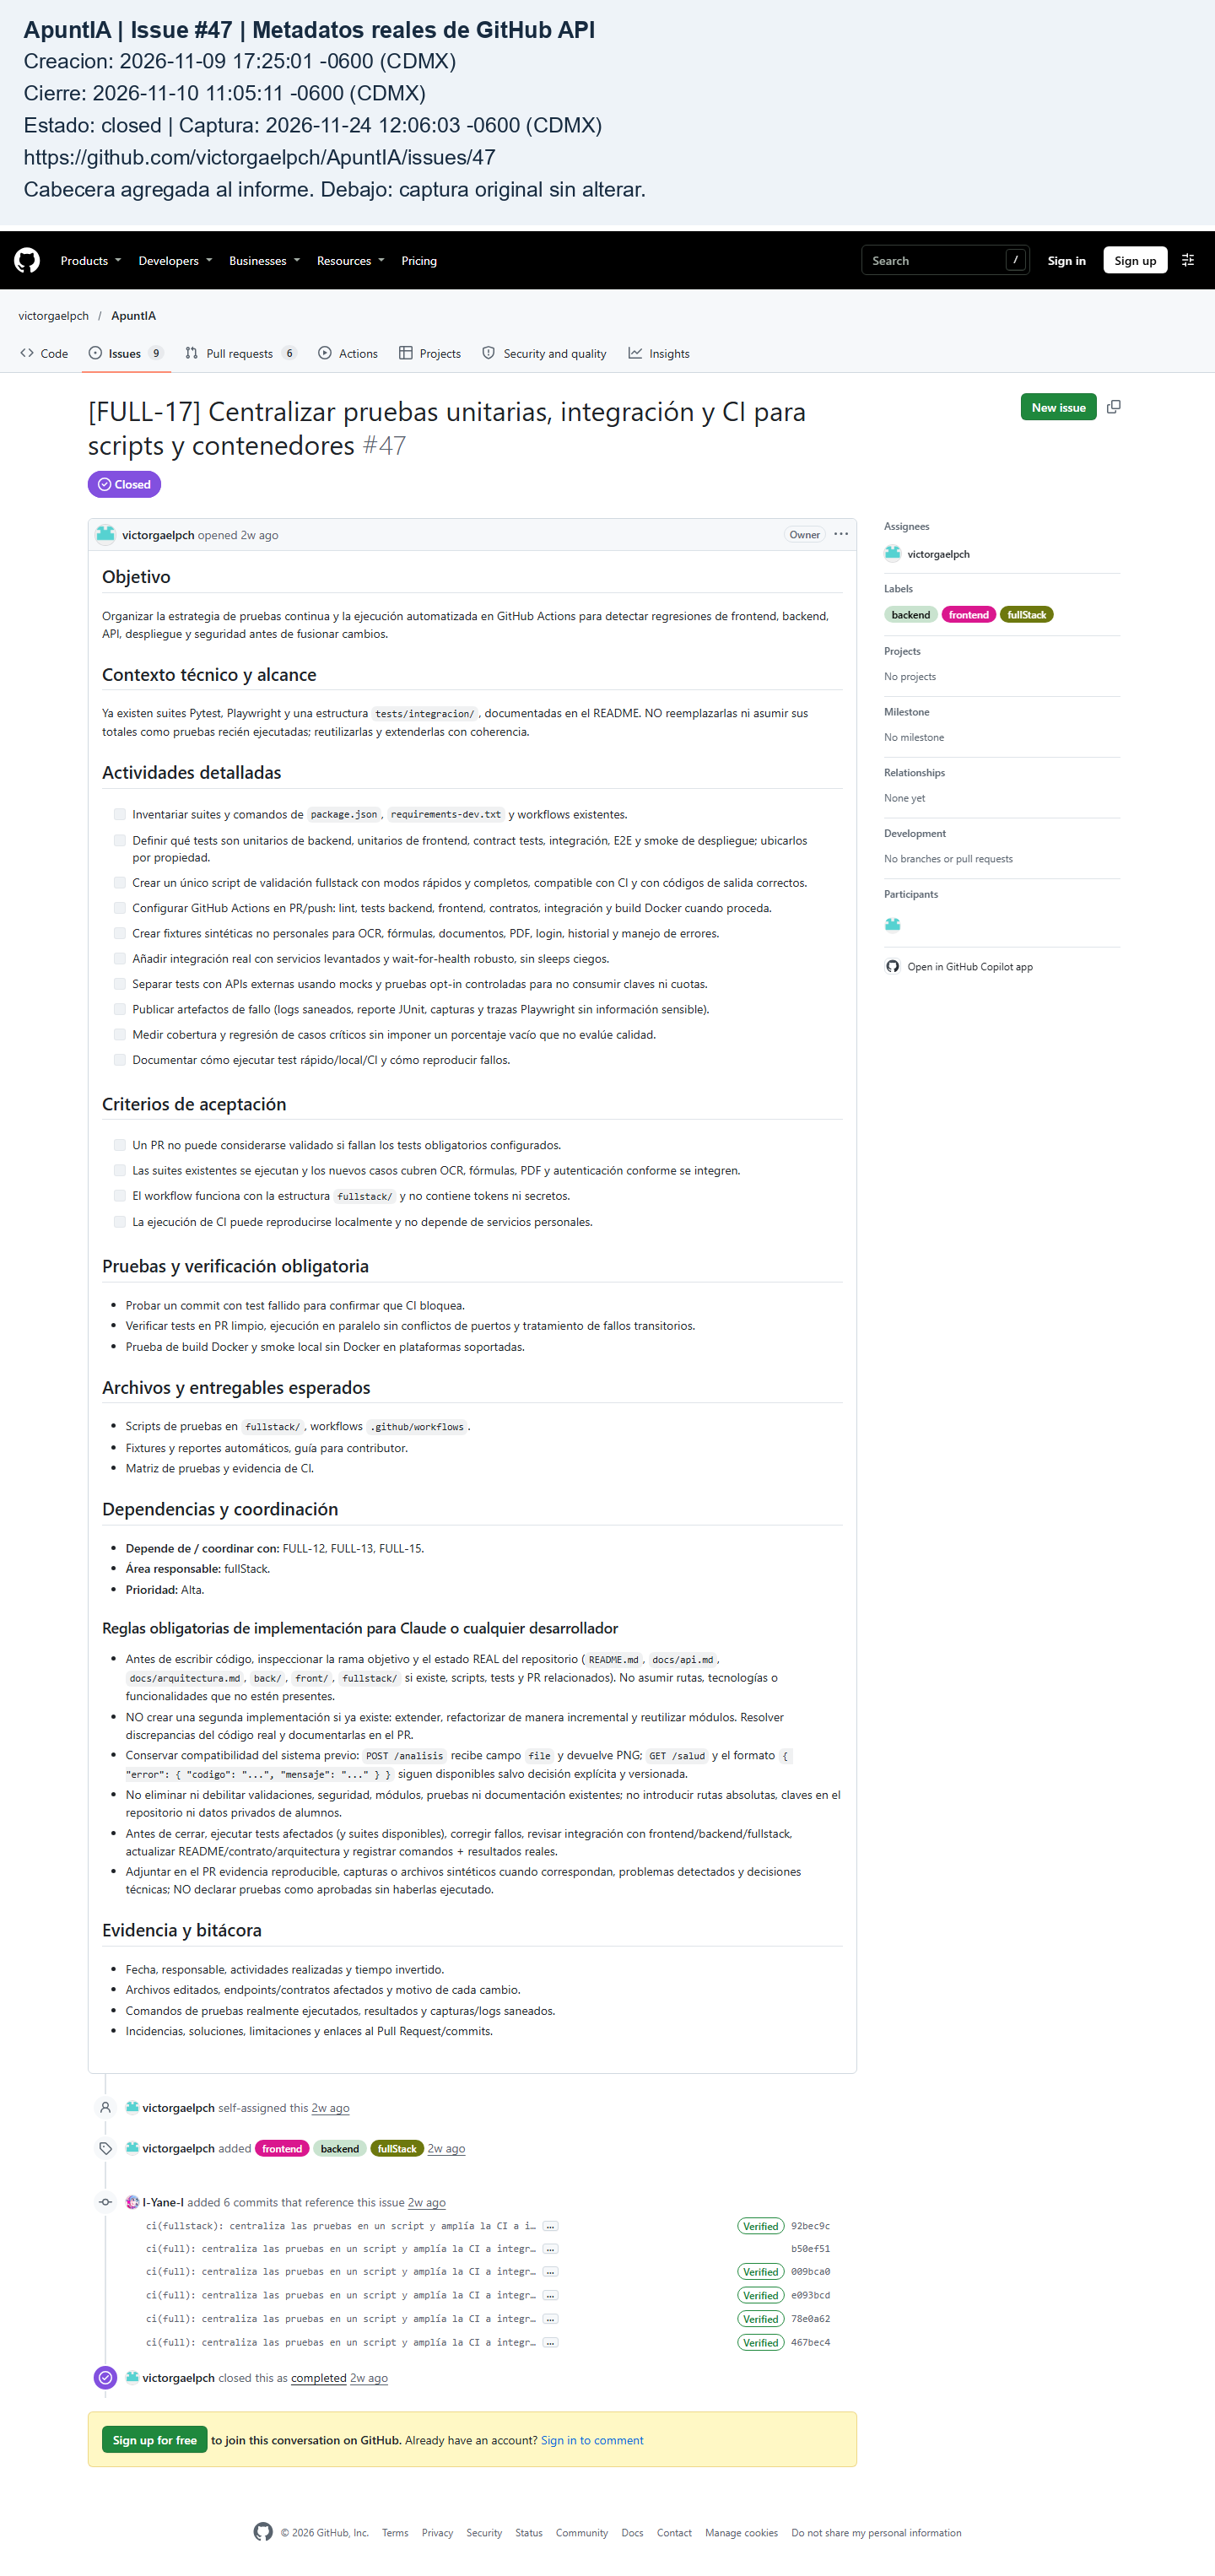 ApuntIA | Issue #47 | Metadatos reales de GitHub API
Creacion: 2026-11-09 17:25:01 -0600 (CDMX)
Cierre: 2026-11-10 11:05:11 -0600 (CDMX)
Estado: closed | Captura: 2026-11-24 12:06:03 -0600 (CDMX)
https://github.com/victorgaelpch/ApuntIA/issues/47
Cabecera agregada al informe. Debajo: captura original sin alterar.
Products Developers Businesses Resources Pricing Search / Sign in Sign up
victorgaelpch / ApuntIA
Code Issues 9 Pull requests 6 Actions Projects Security and quality Insights
[FULL-17] Centralizar pruebas unitarias, integración y CI para
scripts y contenedores #47
New issue
Closed
victorgaelpch opened 2w ago Owner ...
Objetivo
Organizar la estrategia de pruebas continua y la ejecución automatizada en GitHub Actions para detectar regresiones de frontend, backend,
API, despliegue y seguridad antes de fusionar cambios.
Contexto técnico y alcance
Ya existen suites Pytest, Playwright y una estructura tests/integracion/, documentadas en el README. NO reemplazarlas ni asumir sus
totales como pruebas recién ejecutadas; reutilizarlas y extenderlas con coherencia.
Actividades detalladas
Inventariar suites y comandos de package.json, requirements-dev.txt y workflows existentes.
Definir qué tests son unitarios de backend, unitarios de frontend, contract tests, integración, E2E y smoke de despliegue; ubicarlos
por propiedad.
Crear un único script de validación fullstack con modos rápidos y completos, compatible con CI y con códigos de salida correctos.
Configurar GitHub Actions en PR/push: lint, tests backend, frontend, contratos, integración y build Docker cuando proceda.
Crear fixtures sintéticas no personales para OCR, fórmulas, documentos, PDF, login, historial y manejo de errores.
Añadir integración real con servicios levantados y wait-for-health robusto, sin sleeps ciegos.
Separar tests con APIs externas usando mocks y pruebas opt-in controladas para no consumir claves ni cuotas.
Publicar artefactos de fallo (logs saneados, reporte JUnit, capturas y trazas Playwright sin información sensible).
Medir cobertura y regresión de casos críticos sin imponer un porcentaje vacío que no evalúe calidad.
Documentar cómo ejecutar test rápido/local/CI y cómo reproducir fallos.
Criterios de aceptación
Un PR no puede considerarse validado si fallan los tests obligatorios configurados.
Las suites existentes se ejecutan y los nuevos casos cubren OCR, fórmulas, PDF y autenticación conforme se integren.
El workflow funciona con la estructura fullstack/ y no contiene tokens ni secretos.
La ejecución de CI puede reproducirse localmente y no depende de servicios personales.
Pruebas y verificación obligatoria
• Probar un commit con test fallido para confirmar que CI bloquea.
• Verificar tests en PR limpio, ejecución en paralelo sin conflictos de puertos y tratamiento de fallos transitorios.
• Prueba de build Docker y smoke local sin Docker en plataformas soportadas.
Archivos y entregables esperados
• Scripts de pruebas en fullstack/, workflows .github/workflows.
• Fixtures y reportes automáticos, guía para contributor.
• Matriz de pruebas y evidencia de CI.
Dependencias y coordinación
• Depende de / coordinar con: FULL-12, FULL-13, FULL-15.
• Área responsable: fullStack.
• Prioridad: Alta.
Reglas obligatorias de implementación para Claude o cualquier desarrollador
• Antes de escribir código, inspeccionar la rama objetivo y el estado REAL del repositorio ( README.md, docs/api.md,
docs/arquitectura.md, back/, front/, fullstack/ si existe, scripts, tests y PR relacionados). No asumir rutas, tecnologías o
funcionalidades que no estén presentes.
• NO crear una segunda implementación si ya existe: extender, refactorizar de manera incremental y reutilizar módulos. Resolver
discrepancias del código real y documentarlas en el PR.
• Conservar compatibilidad del sistema previo: POST /analisis recibe campo file y devuelve PNG; GET /salud y el formato {
"error": { "codigo": "...", "mensaje": "..." } } siguen disponibles salvo decisión explícita y versionada.
• No eliminar ni debilitar validaciones, seguridad, módulos, pruebas ni documentación existentes; no introducir rutas absolutas, claves en el
repositorio ni datos privados de alumnos.
• Antes de cerrar, ejecutar tests afectados (y suites disponibles), corregir fallos, revisar integración con frontend/backend/fullstack,
actualizar README/contrato/arquitectura y registrar comandos + resultados reales.
• Adjuntar en el PR evidencia reproducible, capturas o archivos sintéticos cuando correspondan, problemas detectados y decisiones
técnicas; NO declarar pruebas como aprobadas sin haberlas ejecutado.
Evidencia y bitácora
• Fecha, responsable, actividades realizadas y tiempo invertido.
• Archivos editados, endpoints/contratos afectados y motivo de cada cambio.
• Comandos de pruebas realmente ejecutados, resultados y capturas/logs saneados.
• Incidencias, soluciones, limitaciones y enlaces al Pull Request/commits.
Assignees
victorgaelpch
Labels
backend frontend fullStack
Projects
No projects
Milestone
No milestone
Relationships
None yet
Development
No branches or pull requests
Participants
Open in GitHub Copilot app
victorgaelpch self-assigned this 2w ago
victorgaelpch added frontend backend fullStack 2w ago
I-Yane-I added 6 commits that reference this issue 2w ago
ci(fullstack): centraliza las pruebas en un script y amplía la CI a i… ... Verified 92bec9c
ci(full): centraliza las pruebas en un script y amplía la CI a integr… ... b50ef51
ci(full): centraliza las pruebas en un script y amplía la CI a integr… ... Verified 009bca0
ci(full): centraliza las pruebas en un script y amplía la CI a integr… ... Verified e093bcd
ci(full): centraliza las pruebas en un script y amplía la CI a integr… ... Verified 78e0a62
ci(full): centraliza las pruebas en un script y amplía la CI a integr… ... Verified 467bec4
victorgaelpch closed this as completed 2w ago
Sign up for free to join this conversation on GitHub. Already have an account? Sign in to comment
© 2026 GitHub, Inc. Terms Privacy Security Status Community Docs Contact Manage cookies Do not share my personal information